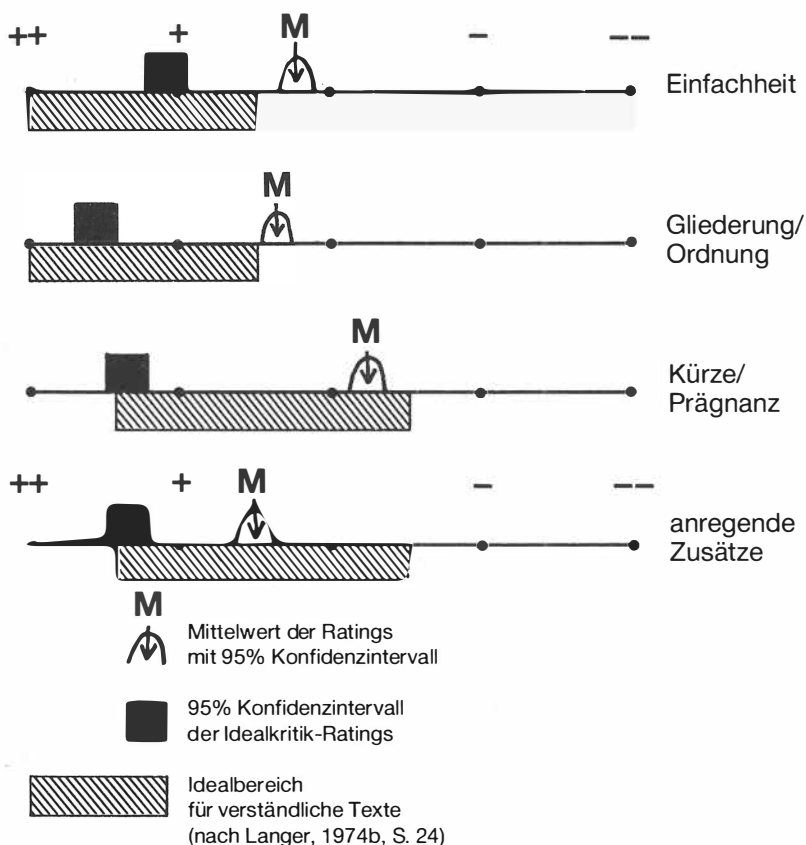 ++ + M - --
Einfachheit
M
Gliederung/
Ordnung
M
Kürze/
Prägnanz
++ + M - --
anregende
Zusätze
M
Mittelwert der Ratings
mit 95% Konfidenzintervall
95% Konfidenzintervall
der Idealkritik-Ratings
Idealbereich
für verständliche Texte
(nach Langer, 1974b, S. 24)